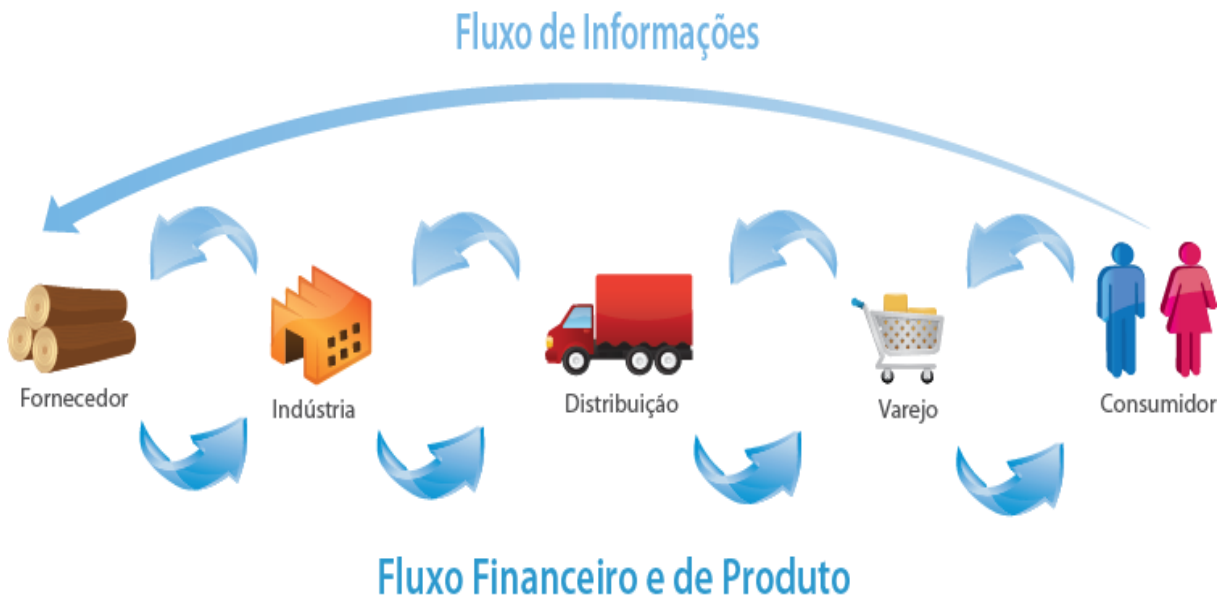 Fluxo de Informações
Fornecedor
Indústria
Distribuição
Varejo
Consumidor
Fluxo Financeiro e de Produto